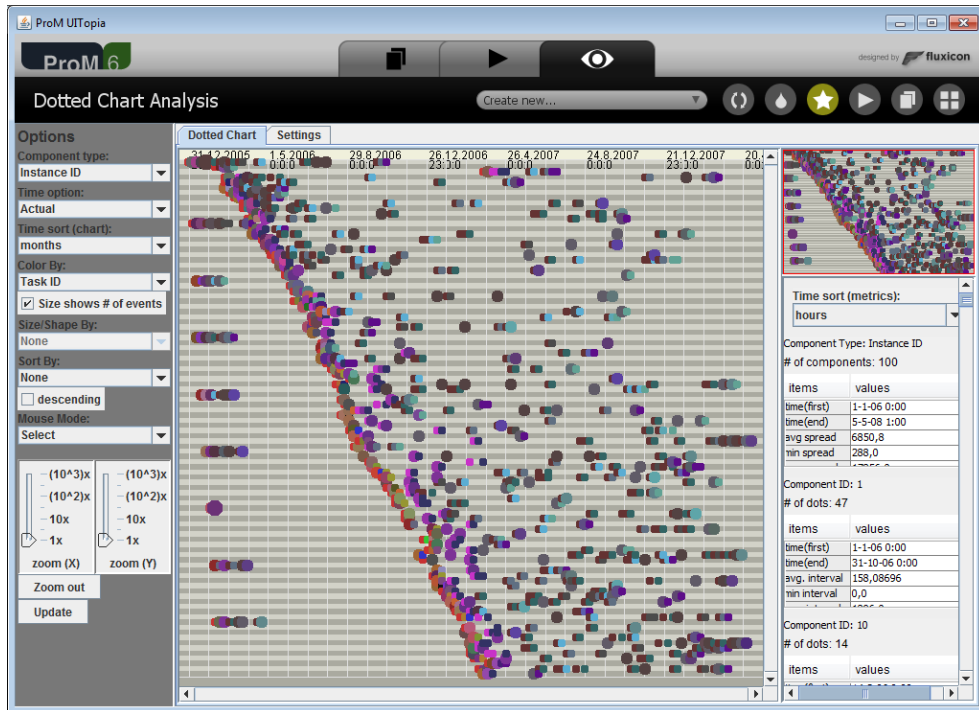 ProM UITopia
ProM 6
designed by fluxicon
Dotted Chart Analysis
Create new...
Options
Component type:
Instance ID
Time option:
Actual
Time sort (chart):
months
Color By:
Task ID
Size shows # of events
Size/Shape By:
None
Sort By:
None
descending
Mouse Mode:
Select
(10^3)x (10^3)x
(10^2)x (10^2)x
10x 10x
1x 1x
zoom (X) zoom (Y)
Zoom out
Update
Dotted Chart Settings
31.12.2005 1.5.2006 29.8.2006 26.12.2006 26.4.2007 24.8.2007 21.12.2007 20.
0:0:0 0:0:0 23:0:0 0:0:0 0:0:0 23:0:0 0:0:
Time sort (metrics):
hours
Component Type: Instance ID
# of components: 100
items values
time(first) 1-1-06 0:00
time(end) 5-5-08 1:00
avg spread 6850,8
min spread 288,0
Component ID: 1
# of dots: 47
items values
time(first) 1-1-06 0:00
time(end) 31-10-06 0:00
avg. interval 158,08696
min interval 0,0
Component ID: 10
# of dots: 14
items values